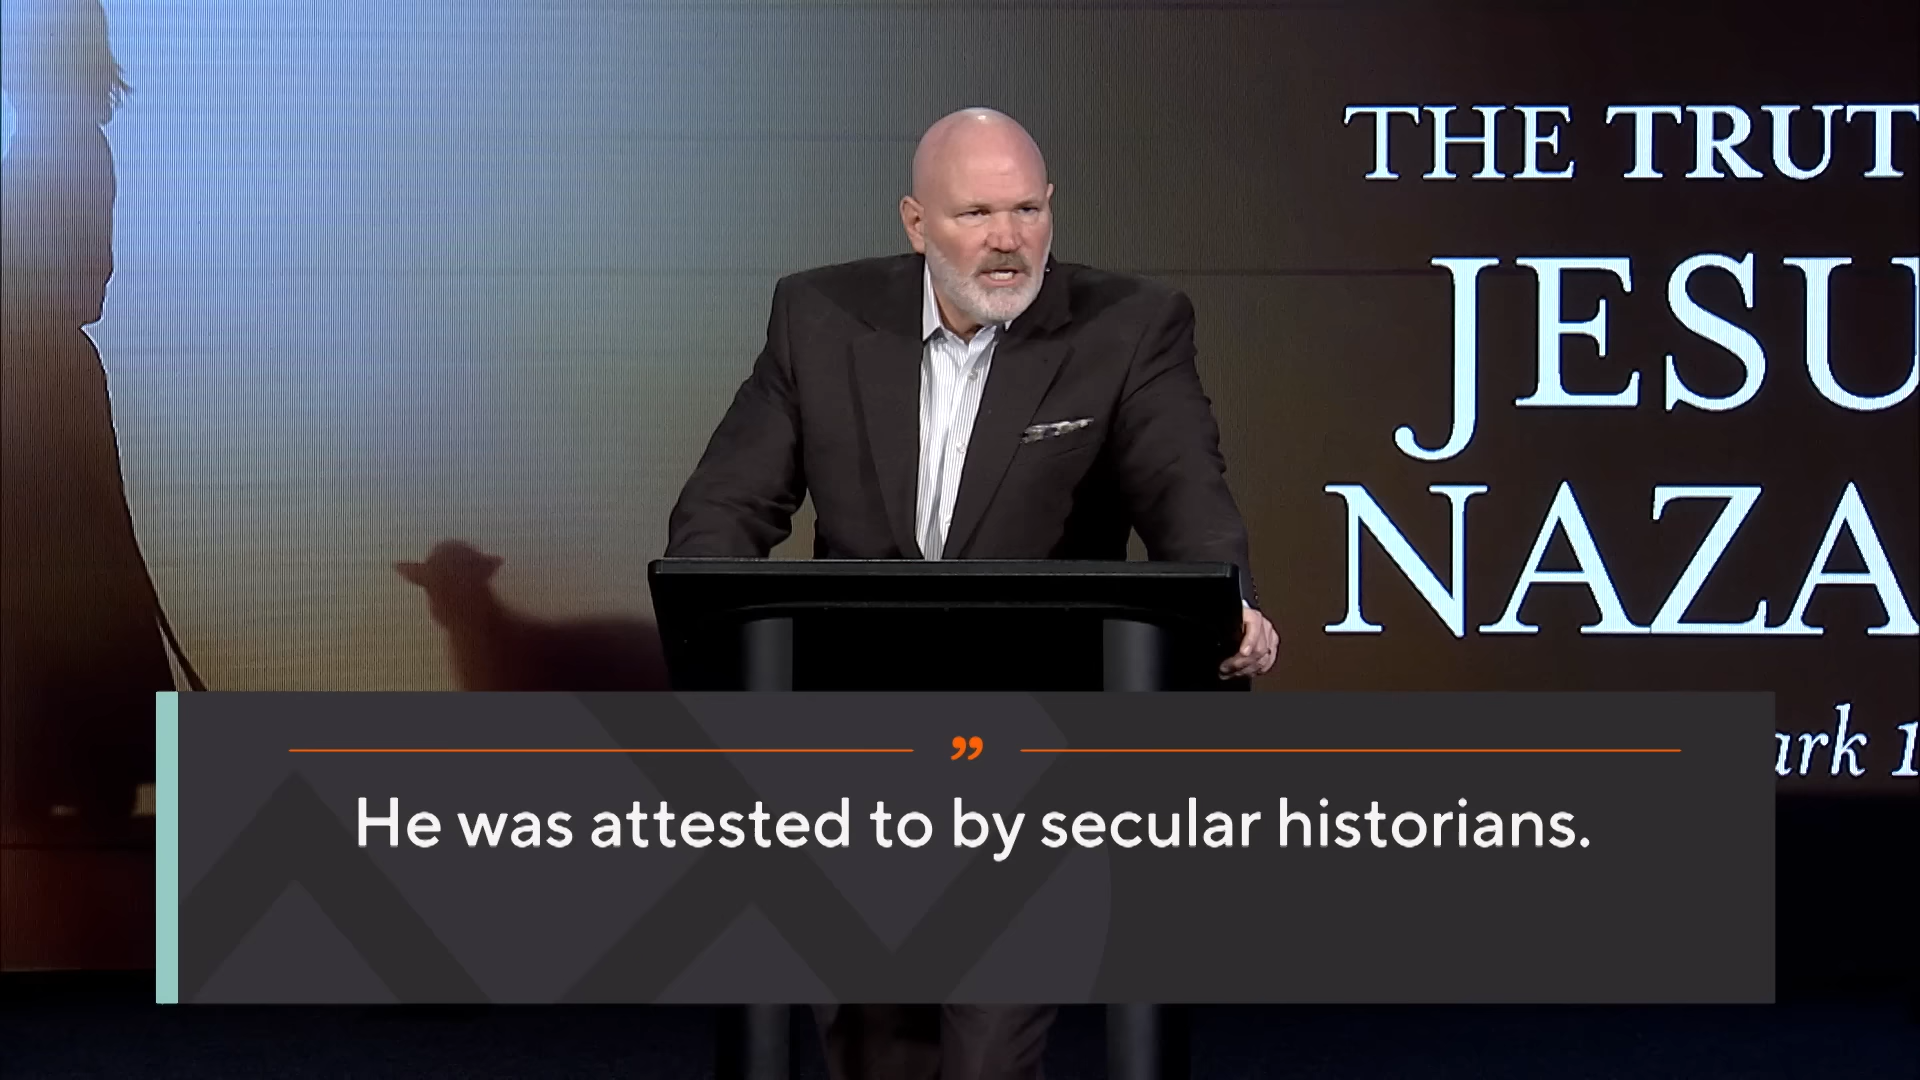 THE TRUT
JESU
NAZA
ark 1
”
He was attested to by secular historians.